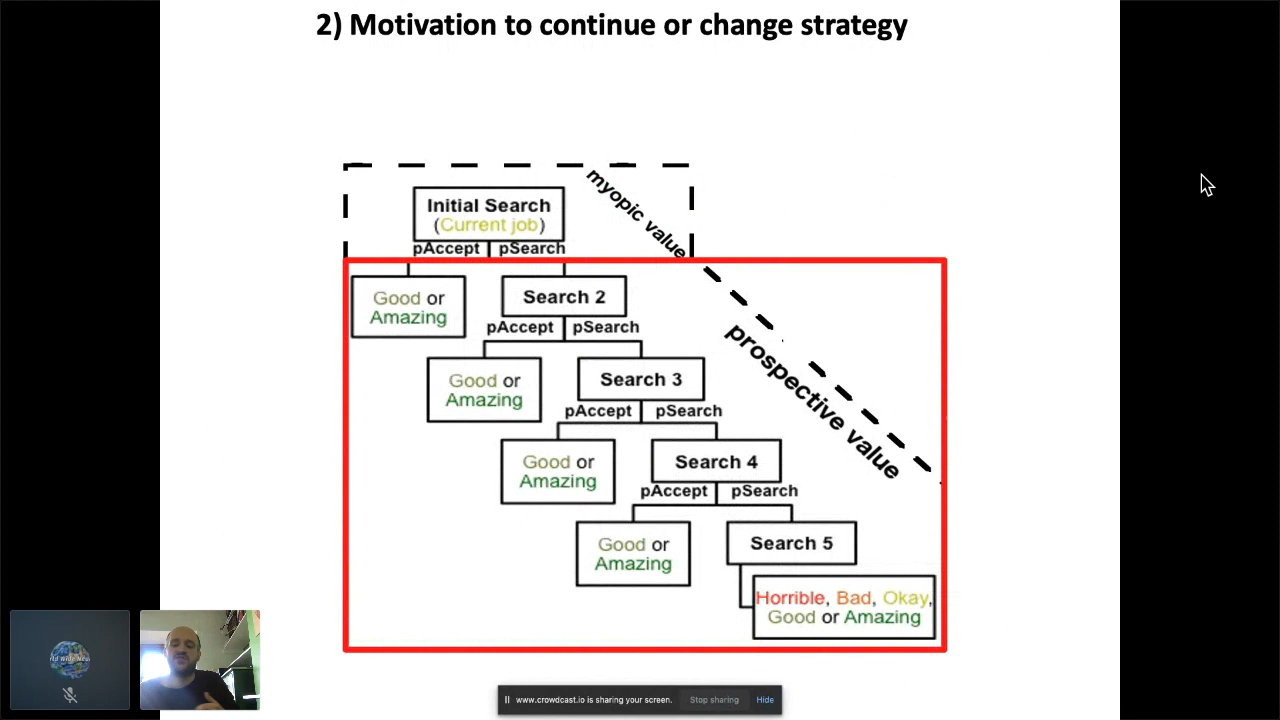 2) Motivation to continue or change strategy
myopic value
Initial Search
(Current job)
pAccept pSearch
Good or
Amazing
Search 2
pAccept pSearch
prospective value
Good or
Amazing
Search 3
pAccept pSearch
Good or
Amazing
Search 4
pAccept pSearch
Good or
Amazing
Search 5
Horrible, Bad, Okay,
Good or Amazing
www.crowdcast.io is sharing your screen. Stop sharing Hide